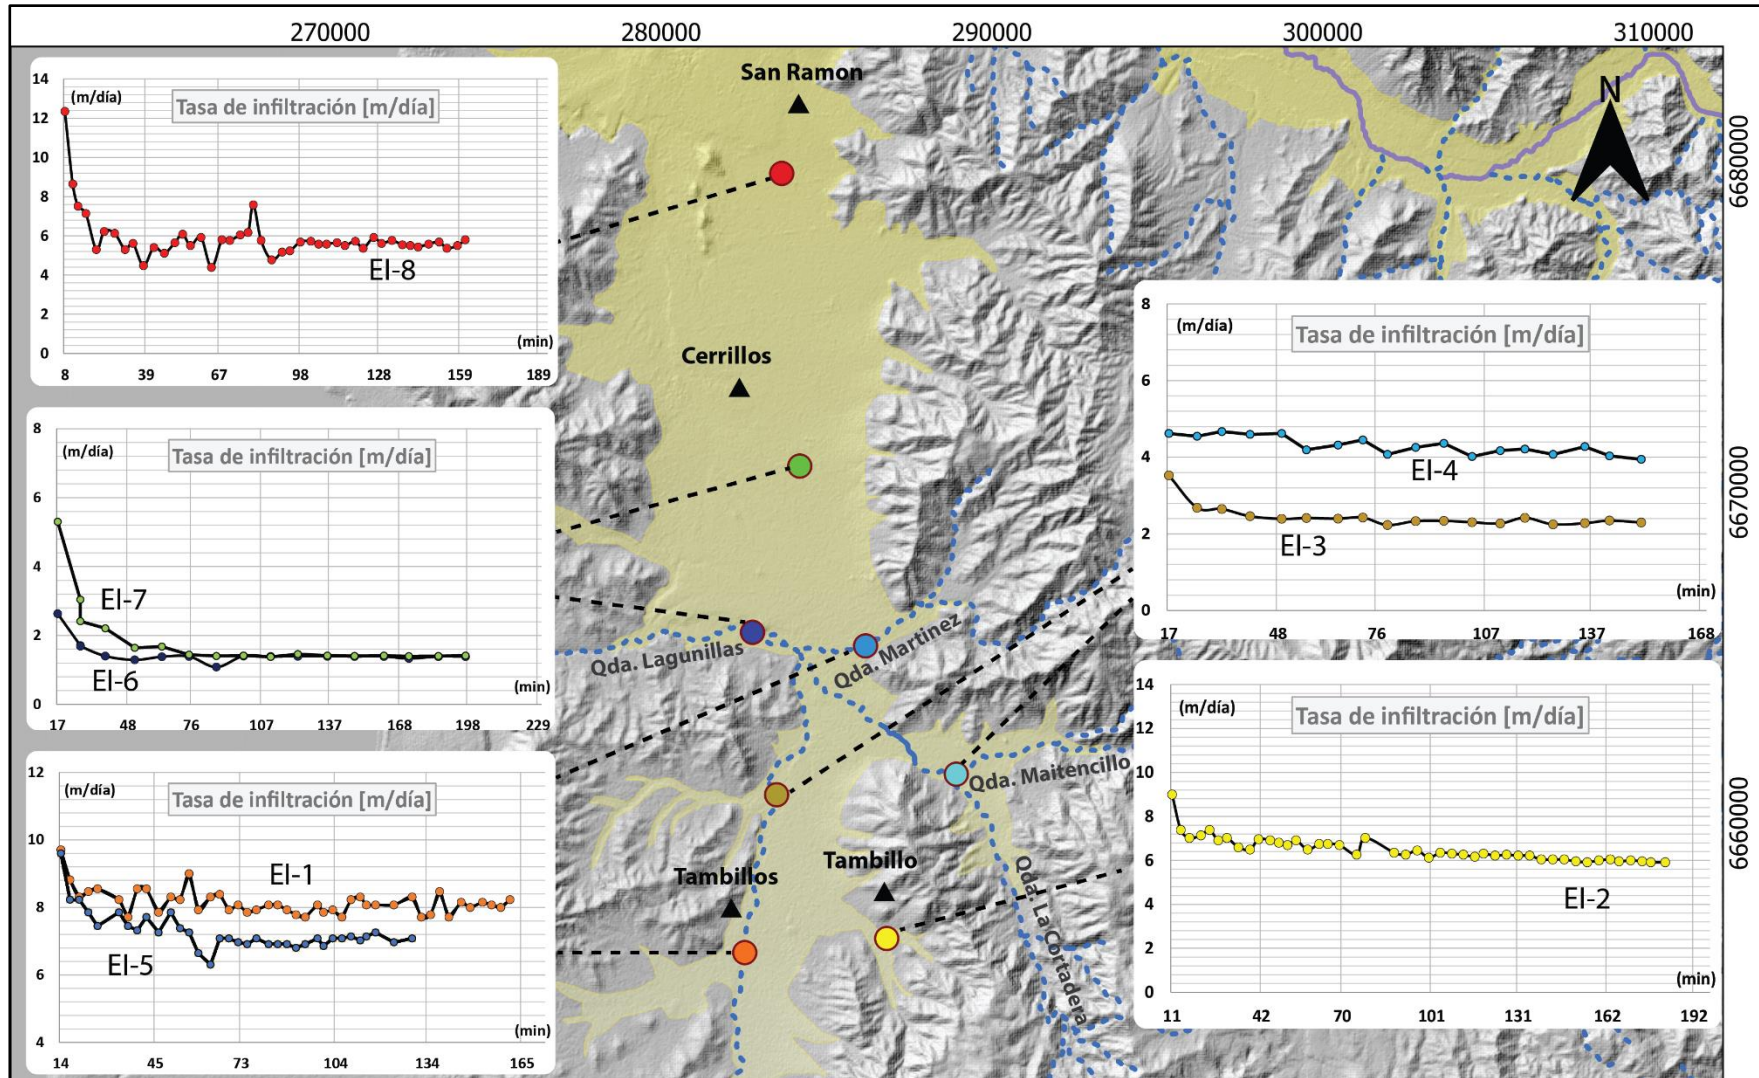 270000 280000 290000 300000 310000
14
12
10
8
6
4
2
0
(m/día)
Tasa de infiltración [m/día]
EI-8
(min)
8 39 67 98 128 159 189
8
6
4
2
0
(m/día)
Tasa de infiltración [m/día]
EI-7
EI-6
(min)
17 48 76 107 137 168 198 229
12
10
8
6
4
(m/día)
Tasa de infiltración [m/día]
EI-1
EI-5
(min)
14 45 73 104 134 165
San Ramon
Cerrillos
Qda. Lagunillas
Qda. Martinez
Qda. Maitencillo
Tambillos
Tambillo
Qda. La Cortadera
N
8
6
4
2
0
(m/día)
Tasa de infiltración [m/día]
EI-4
EI-3
(min)
17 48 76 107 137 168
14
12
10
8
6
4
2
0
(m/día)
Tasa de infiltración [m/día]
EI-2
(min)
11 42 70 101 131 162 192
6680000
6670000
6660000